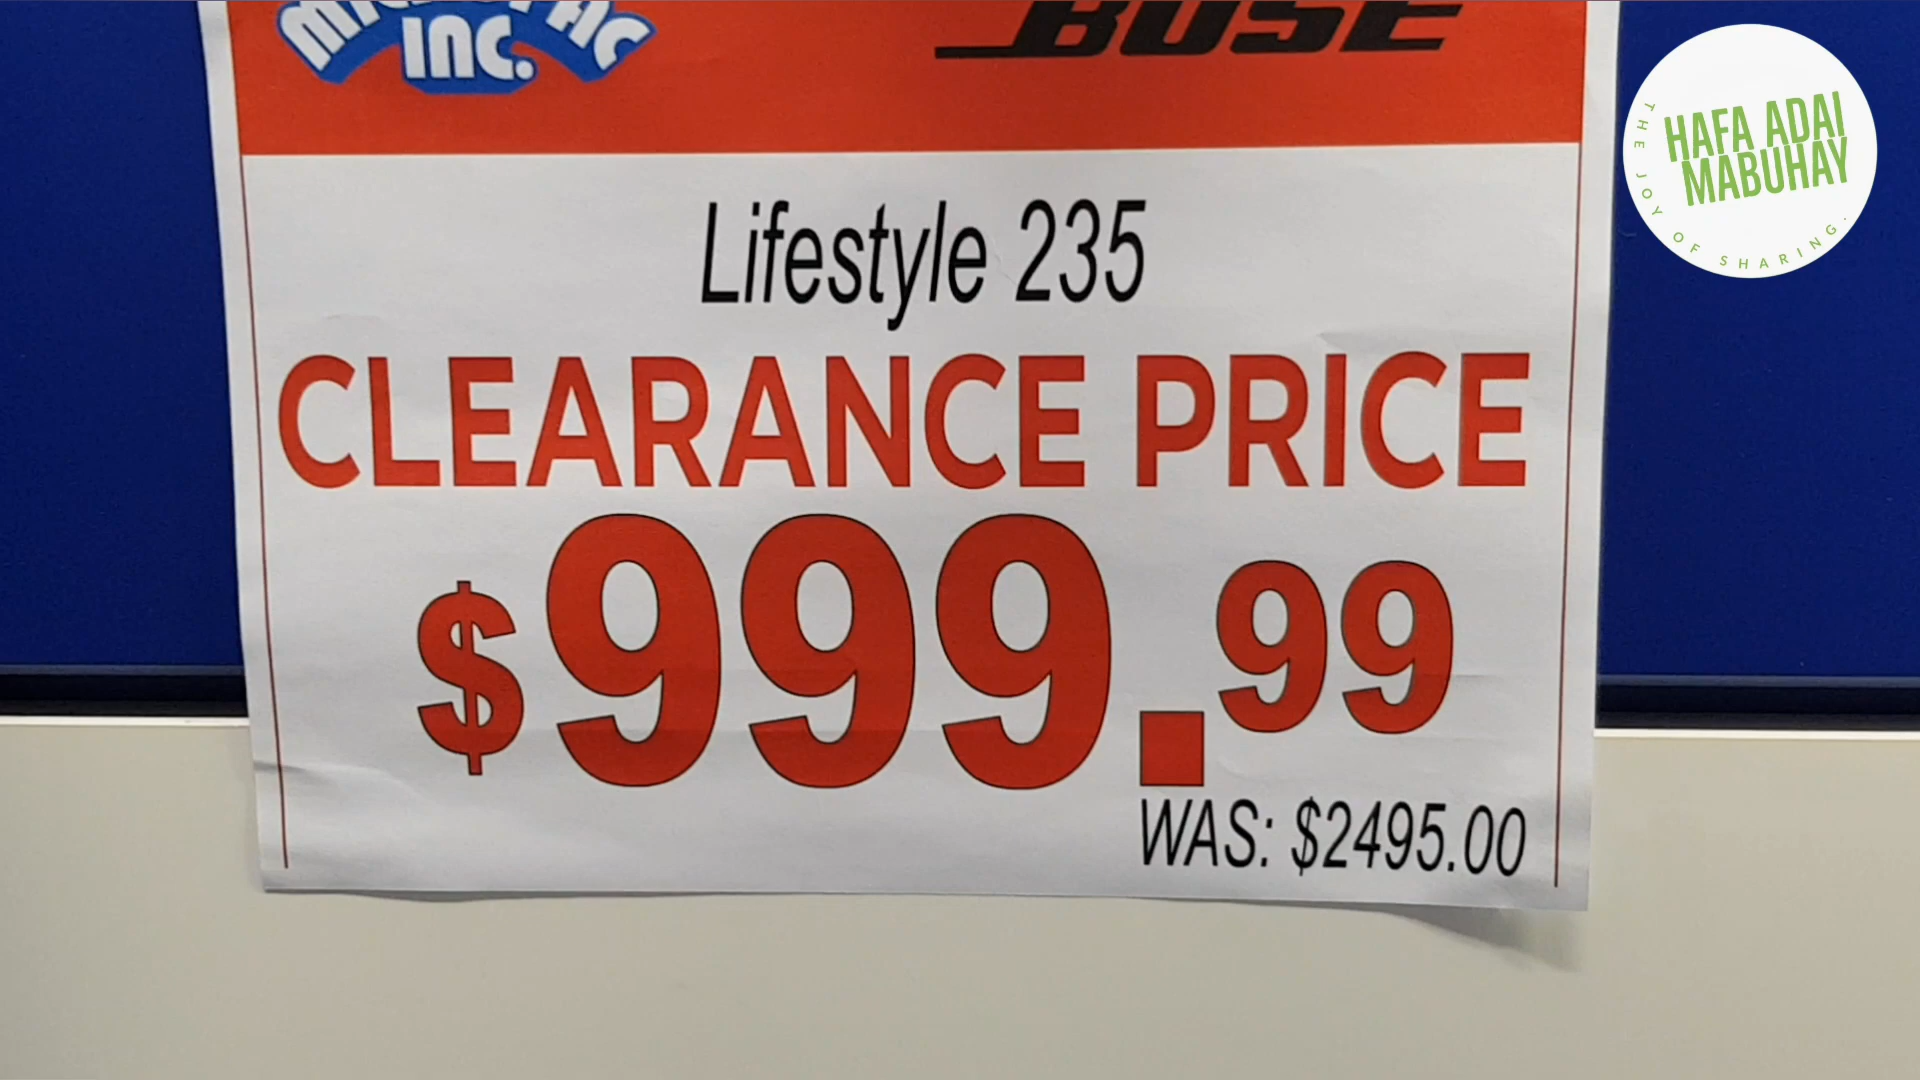 INC.
BOSE
HAFA ADAI
MABUHAY
THE JOY OF SHARING.
Lifestyle 235
CLEARANCE PRICE
$999.99
WAS: $2495.00